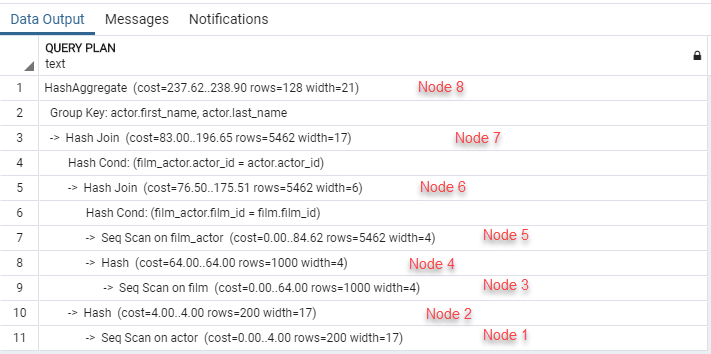 Data Output Messages Notifications
QUERY PLAN
text
1 HashAggregate (cost=237.62..238.90 rows=128 width=21) Node 8
2 Group Key: actor.first_name, actor.last_name
3 -> Hash Join (cost=83.00..196.65 rows=5462 width=17) Node 7
4 Hash Cond: (film_actor.actor_id = actor.actor_id)
5 -> Hash Join (cost=76.50..175.51 rows=5462 width=6) Node 6
6 Hash Cond: (film_actor.film_id = film.film_id)
7 -> Seq Scan on film_actor (cost=0.00..84.62 rows=5462 width=4) Node 5
8 -> Hash (cost=64.00..64.00 rows=1000 width=4) Node 4
9 -> Seq Scan on film (cost=0.00..64.00 rows=1000 width=4) Node 3
10 -> Hash (cost=4.00..4.00 rows=200 width=17) Node 2
11 -> Seq Scan on actor (cost=0.00..4.00 rows=200 width=17) Node 1